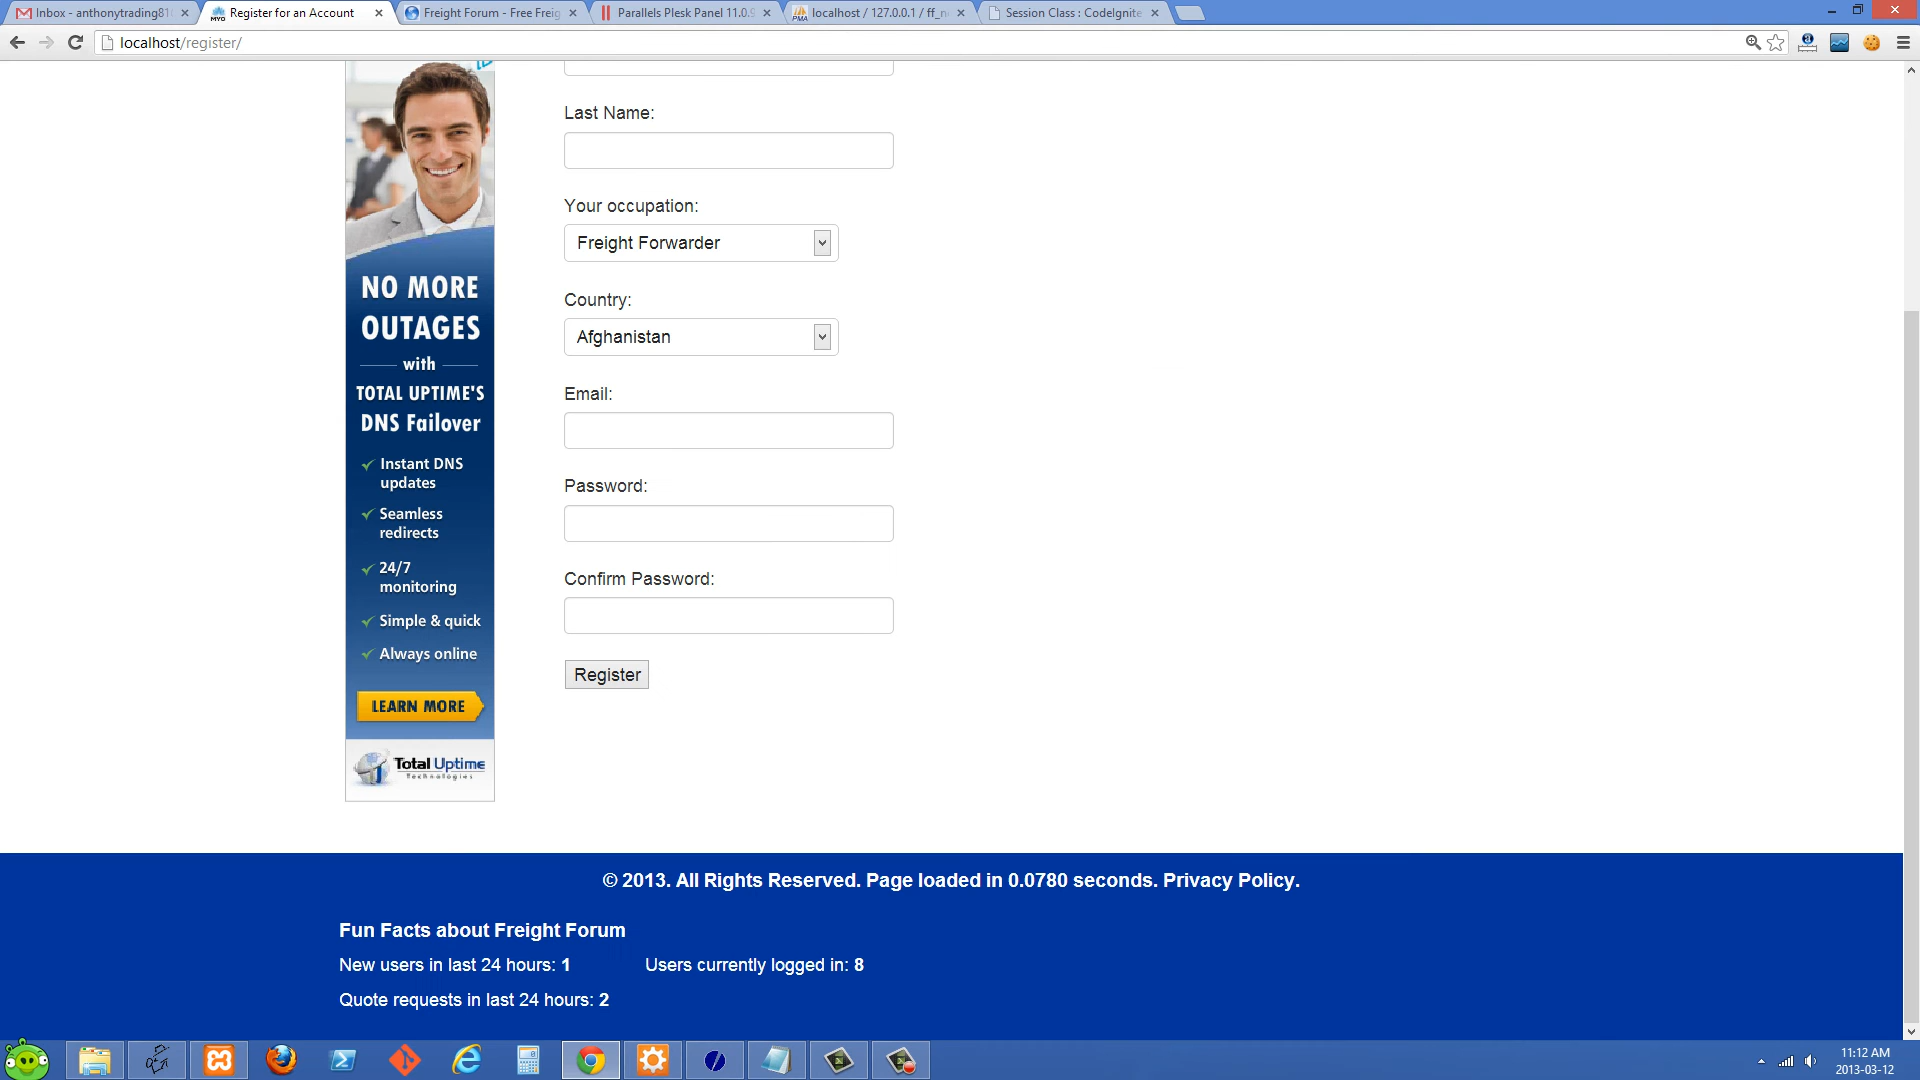 Inbox - anthonytrading81
Register for an Account
Freight Forum - Free Freig
Parallels Plesk Panel 11.0.9
localhost / 127.0.0.1 / ff_n
Session Class : CodeIgnite
localhost/register/
Last Name:
Your occupation:
Freight Forwarder
Country:
Afghanistan
Email:
Password:
Confirm Password:
Register
NO MORE
OUTAGES
with
TOTAL UPTIME'S
DNS Failover
Instant DNS
updates
Seamless
redirects
24/7
monitoring
Simple & quick
Always online
LEARN MORE
Total Uptime
Technologies
© 2013. All Rights Reserved. Page loaded in 0.0780 seconds. Privacy Policy.
Fun Facts about Freight Forum
New users in last 24 hours: 1
Users currently logged in: 8
Quote requests in last 24 hours: 2
11:12 AM
2013-03-12